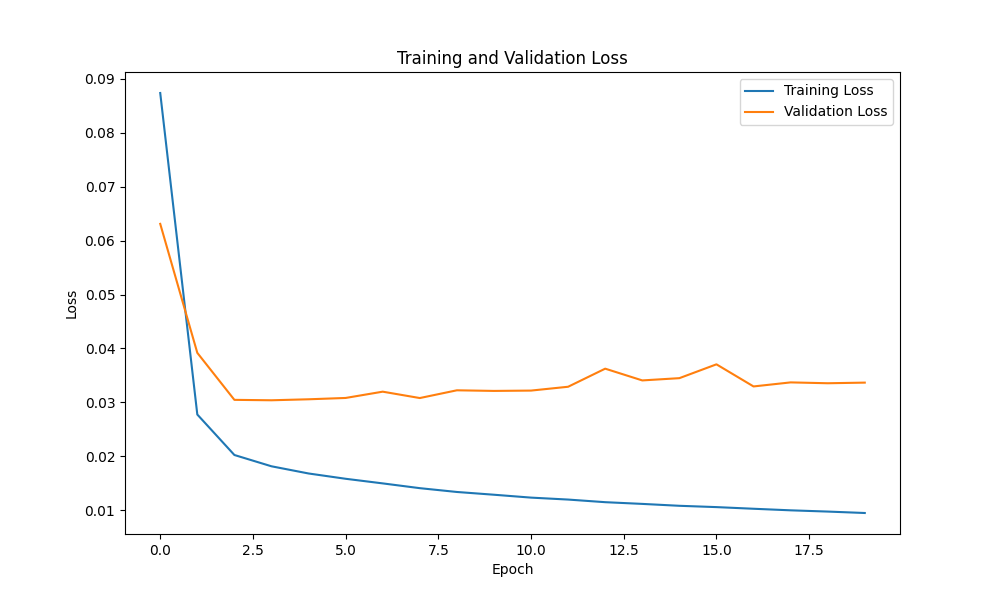 Training and Validation Loss
Training Loss
Validation Loss
0.09
0.08
0.07
0.06
0.05
0.04
0.03
0.02
0.01
Loss
0.0 2.5 5.0 7.5 10.0 12.5 15.0 17.5
Epoch